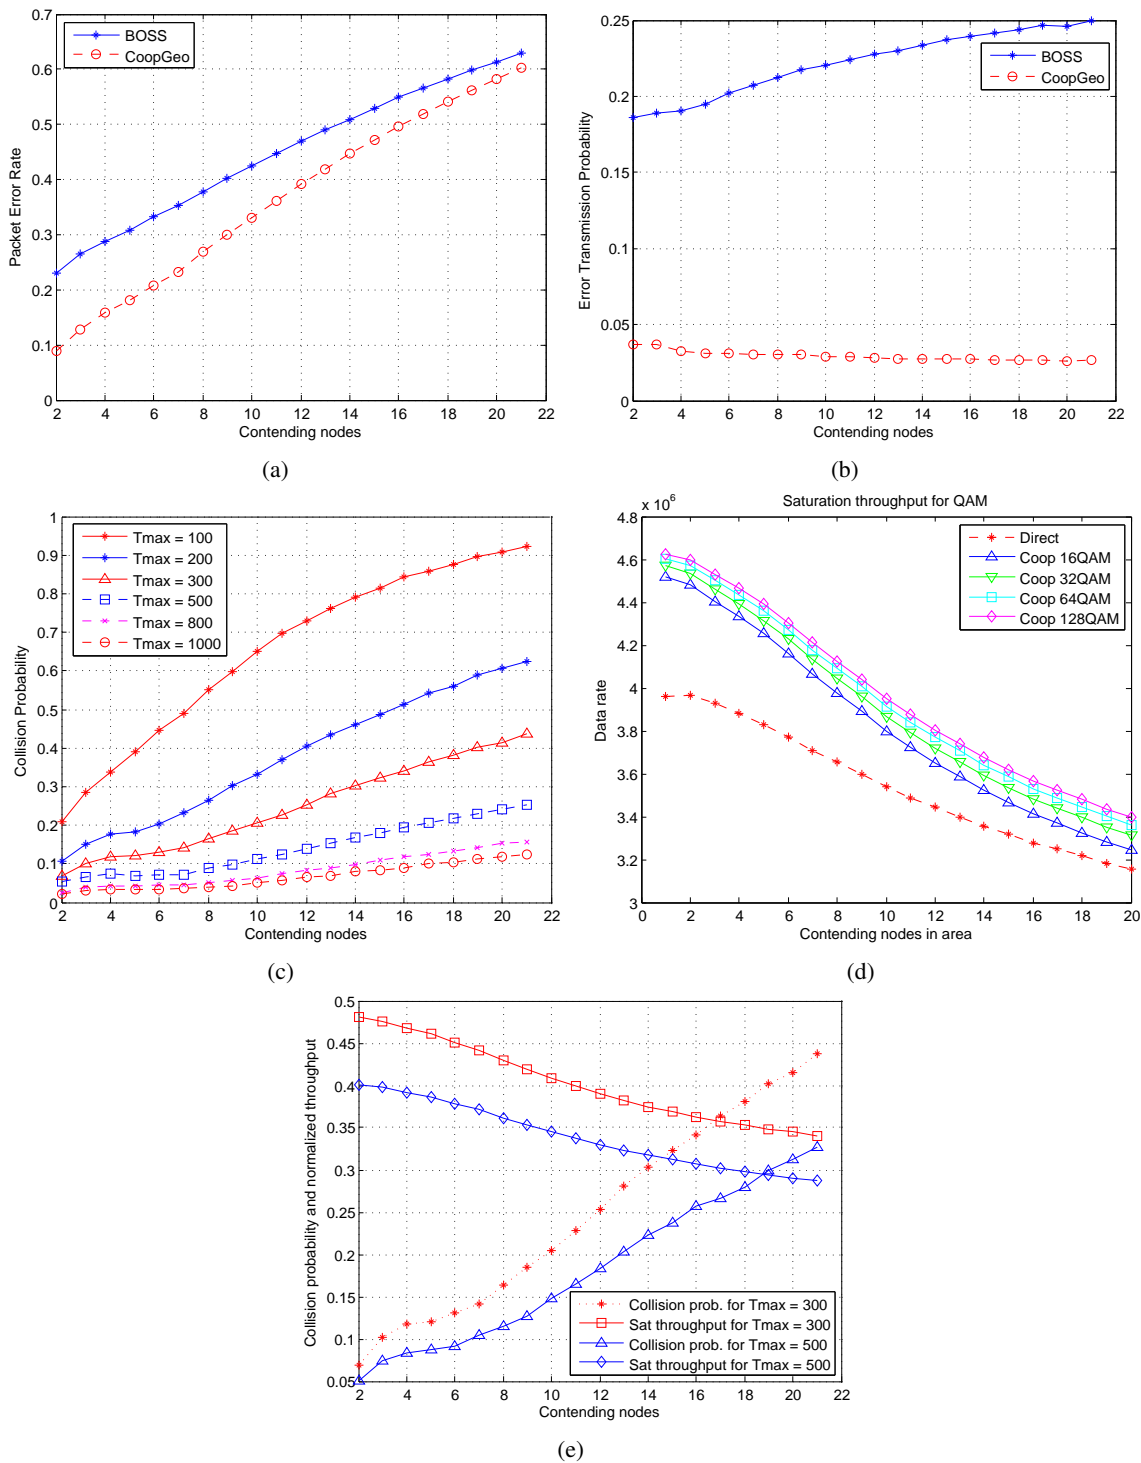 0.7
0.6
0.5
0.4
0.3
0.2
0.1
0
Packet Error Rate
BOSS
CoopGeo
2 4 6 8 10 12 14 16 18 20 22
Contending nodes
(a)
0.25
0.2
0.15
0.1
0.05
0
Error Transmission Probability
BOSS
CoopGeo
2 4 6 8 10 12 14 16 18 20 22
Contending nodes
(b)
1
0.9
0.8
0.7
0.6
0.5
0.4
0.3
0.2
0.1
0
Collision Probability
Tmax = 100
Tmax = 200
Tmax = 300
Tmax = 500
Tmax = 800
Tmax = 1000
2 4 6 8 10 12 14 16 18 20 22
Contending nodes
(c)
Saturation throughput for QAM
x 10⁶
4.8
4.6
4.4
4.2
4
3.8
3.6
3.4
3.2
3
Data rate
Direct
Coop 16QAM
Coop 32QAM
Coop 64QAM
Coop 128QAM
0 2 4 6 8 10 12 14 16 18 20
Contending nodes in area
(d)
0.5
0.45
0.4
0.35
0.3
0.25
0.2
0.15
0.1
0.05
Collision probability and normalized throughput
Collision prob. for Tmax = 300
Sat throughput for Tmax = 300
Collision prob. for Tmax = 500
Sat throughput for Tmax = 500
2 4 6 8 10 12 14 16 18 20 22
Contending nodes
(e)